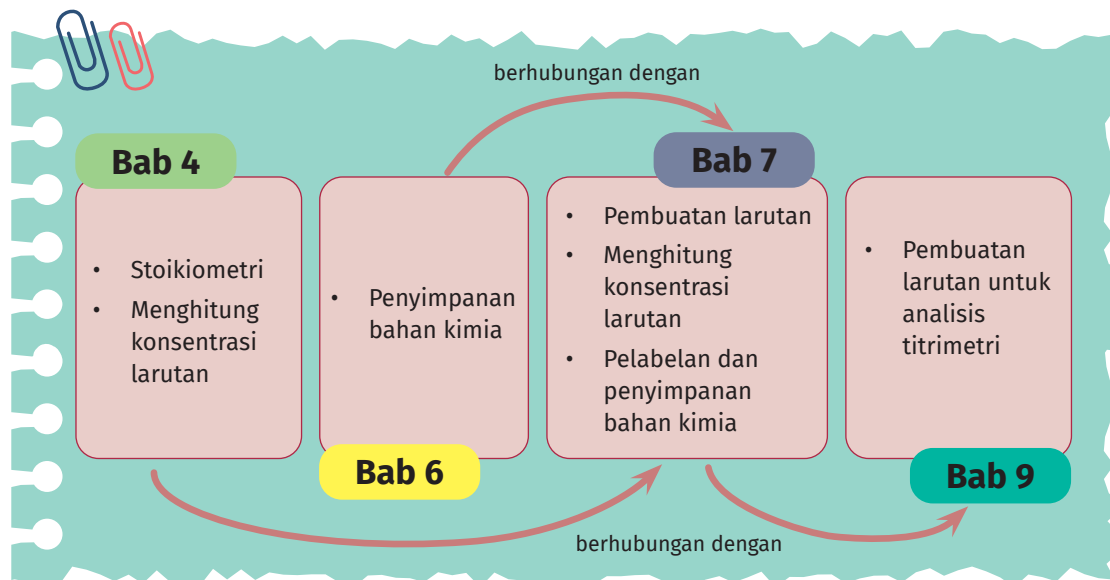 berhubungan dengan
Bab 4
• Stoikiometri
• Menghitung
konsentrasi
larutan
• Penyimpanan
bahan kimia
Bab 6
Bab 7
• Pembuatan larutan
• Menghitung
konsentrasi
larutan
• Pelabelan dan
penyimpanan
bahan kimia
• Pembuatan
larutan untuk
analisis
titrimetri
Bab 9
berhubungan dengan